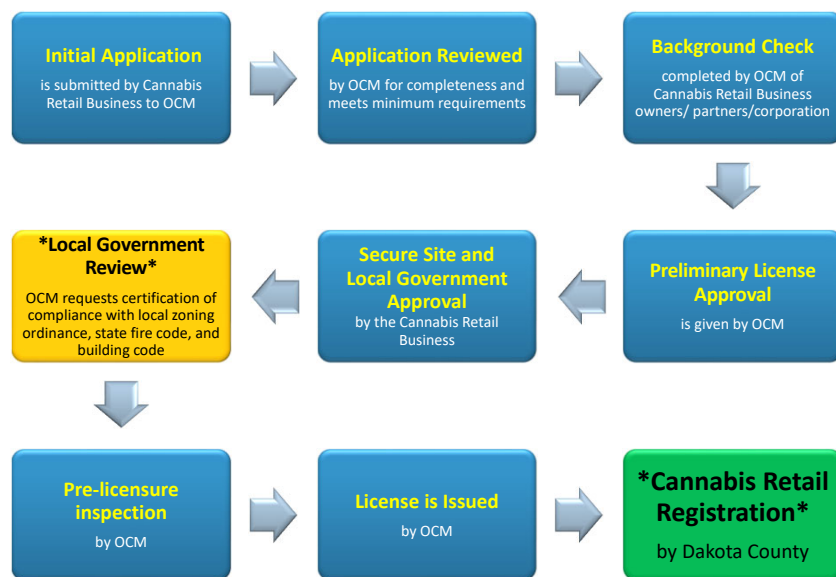 Initial Application
is submitted by Cannabis
Retail Business to OCM
Application Reviewed
by OCM for completeness and
meets minimum requirements
Background Check
completed by OCM of
Cannabis Retail Business
owners/ partners/corporation
Preliminary License
Approval
is given by OCM
Secure Site and
Local Government
Approval
by the Cannabis Retail
Business
*Local Government
Review*
OCM requests certification of
compliance with local zoning
ordinance, state fire code, and
building code
Pre-licensure
inspection
by OCM
License is Issued
by OCM
*Cannabis Retail
Registration*
by Dakota County